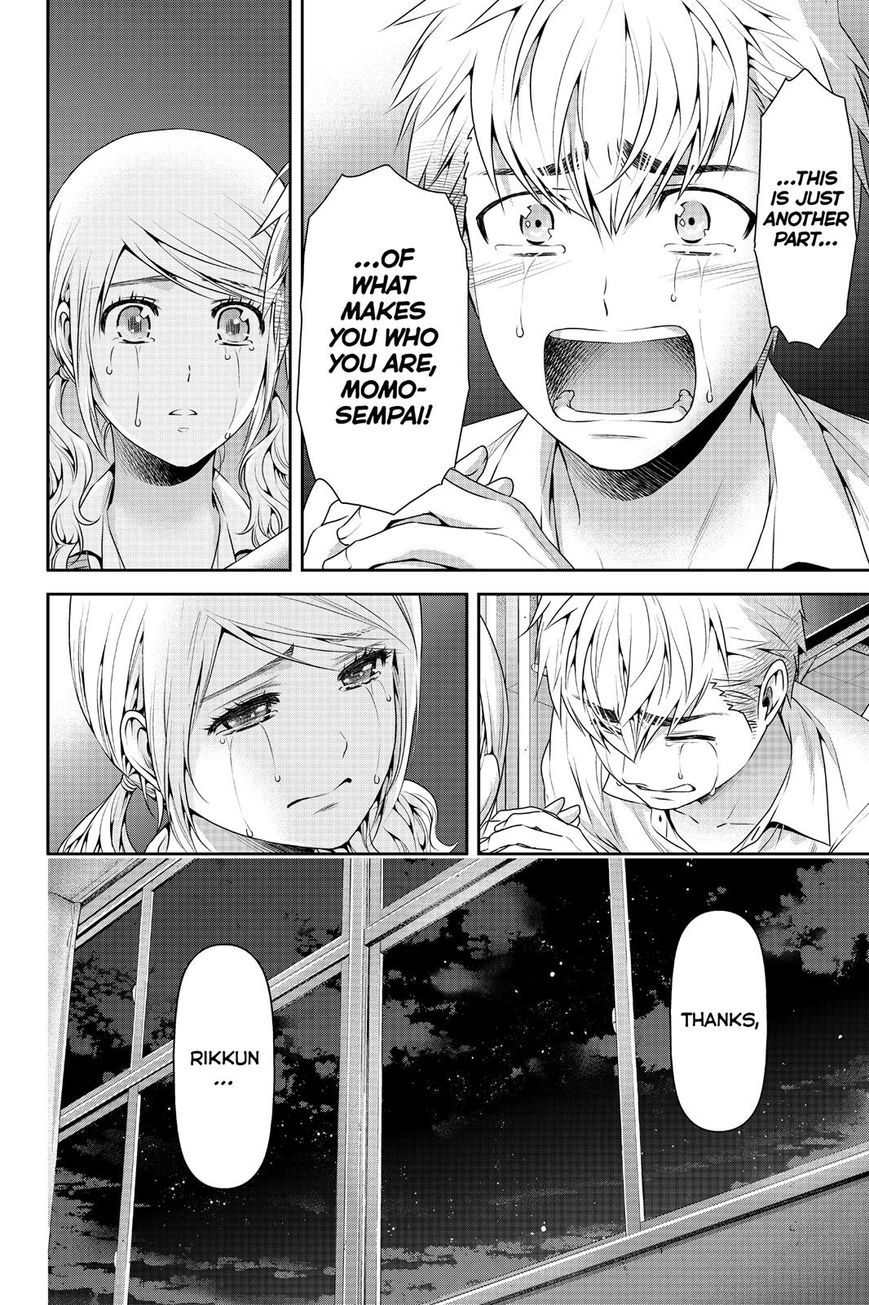 ...THIS
IS JUST
ANOTHER
PART...
...OF
WHAT
MAKES
YOU WHO
YOU ARE,
MOMO-
SEMPAI!
THANKS,
RIKKUN
...